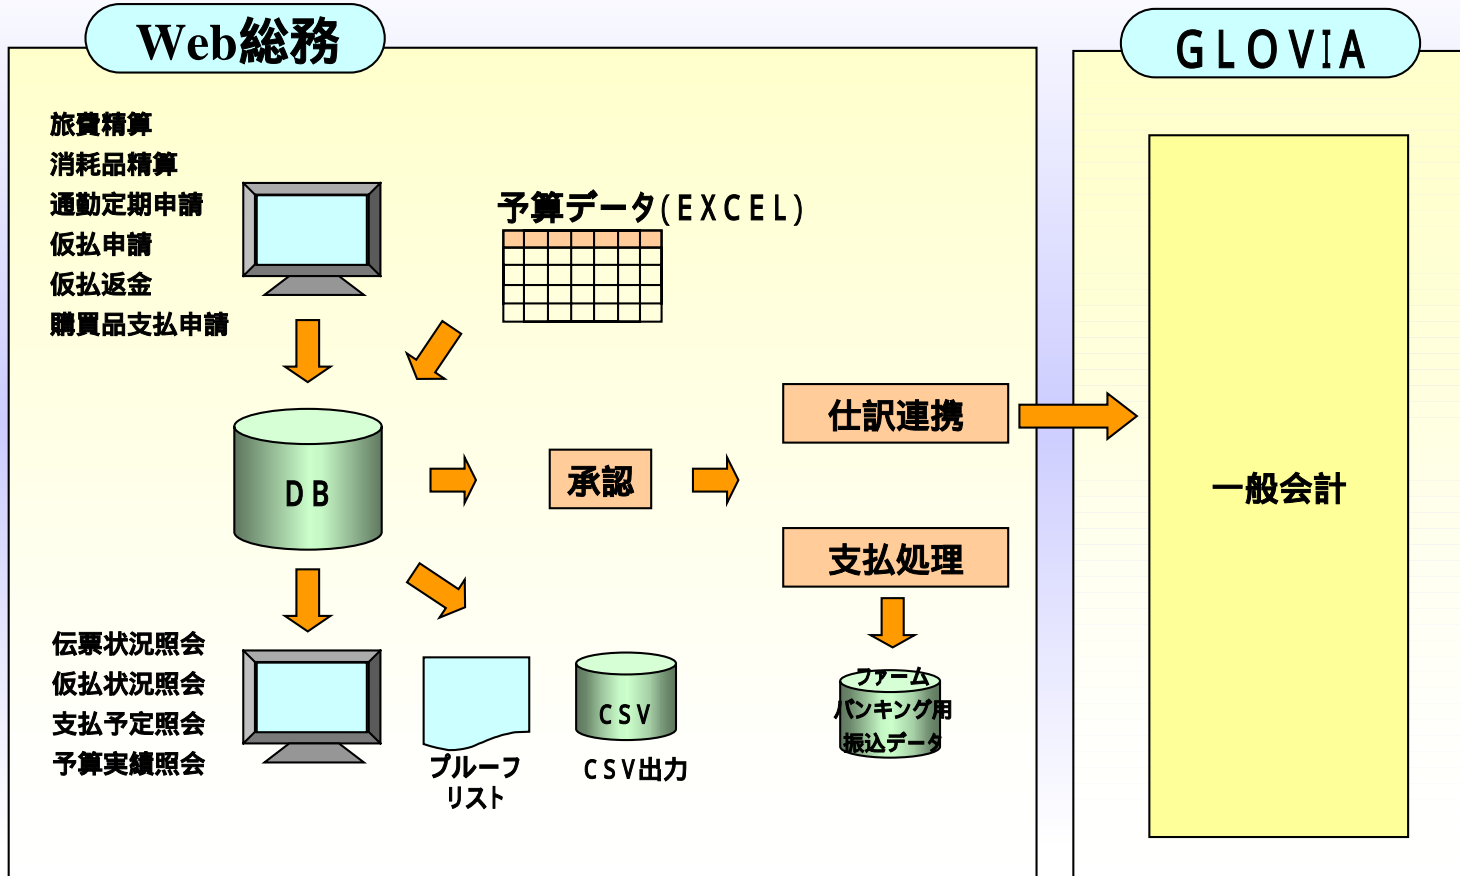 Web総務
GLOVIA
旅費精算
消耗品精算
通勤定期申請
仮払申請
仮払返金
購買品支払申請
予算データ(EXCEL)
仕訳連携
DB
承認
一般会計
支払処理
伝票状況照会
仮払状況照会
支払予定照会
予算実績照会
プルーフ
リスト
CSV
CSV出力
ファーム
バンキング用
振込データ